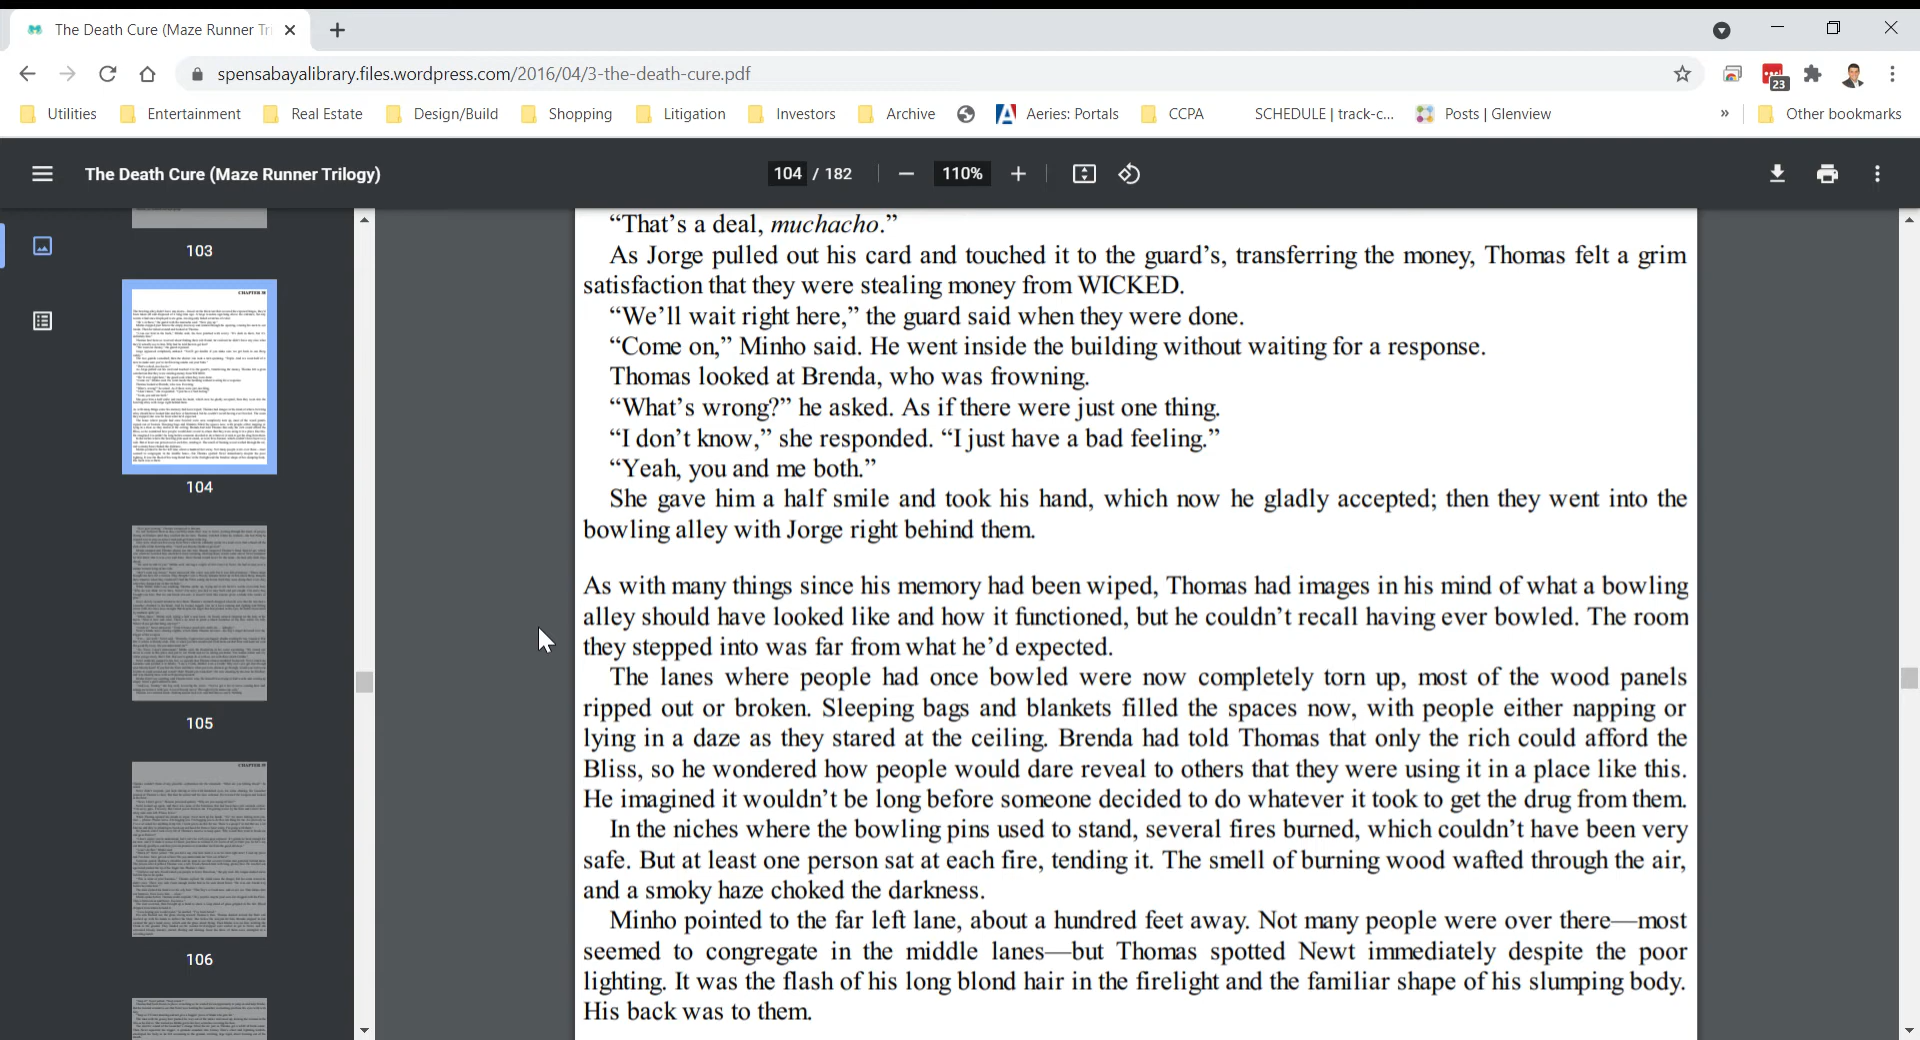 The Death Cure (Maze Runner Tr
spensabayalibrary.files.wordpress.com/2016/04/3-the-death-cure.pdf
23
Utilities Entertainment Real Estate Design/Build Shopping Litigation Investors Archive Aeries: Portals CCPA SCHEDULE | track-c... Posts | Glenview » Other bookmarks
The Death Cure (Maze Runner Trilogy) 104 / 182 110%
103
CHAPTER 38
104
105
106
“That’s a deal, muchacho.”
As Jorge pulled out his card and touched it to the guard’s, transferring the money, Thomas felt a grim
satisfaction that they were stealing money from WICKED.
“We’ll wait right here,” the guard said when they were done.
“Come on,” Minho said. He went inside the building without waiting for a response.
Thomas looked at Brenda, who was frowning.
“What’s wrong?” he asked. As if there were just one thing.
“I don’t know,” she responded. “I just have a bad feeling.”
“Yeah, you and me both.”
She gave him a half smile and took his hand, which now he gladly accepted; then they went into the
bowling alley with Jorge right behind them.
As with many things since his memory had been wiped, Thomas had images in his mind of what a bowling
alley should have looked like and how it functioned, but he couldn’t recall having ever bowled. The room
they stepped into was far from what he’d expected.
The lanes where people had once bowled were now completely torn up, most of the wood panels
ripped out or broken. Sleeping bags and blankets filled the spaces now, with people either napping or
lying in a daze as they stared at the ceiling. Brenda had told Thomas that only the rich could afford the
Bliss, so he wondered how people would dare reveal to others that they were using it in a place like this.
He imagined it wouldn’t be long before someone decided to do whatever it took to get the drug from them.
In the niches where the bowling pins used to stand, several fires burned, which couldn’t have been very
safe. But at least one person sat at each fire, tending it. The smell of burning wood wafted through the air,
and a smoky haze choked the darkness.
Minho pointed to the far left lane, about a hundred feet away. Not many people were over there—most
seemed to congregate in the middle lanes—but Thomas spotted Newt immediately despite the poor
lighting. It was the flash of his long blond hair in the firelight and the familiar shape of his slumping body.
His back was to them.